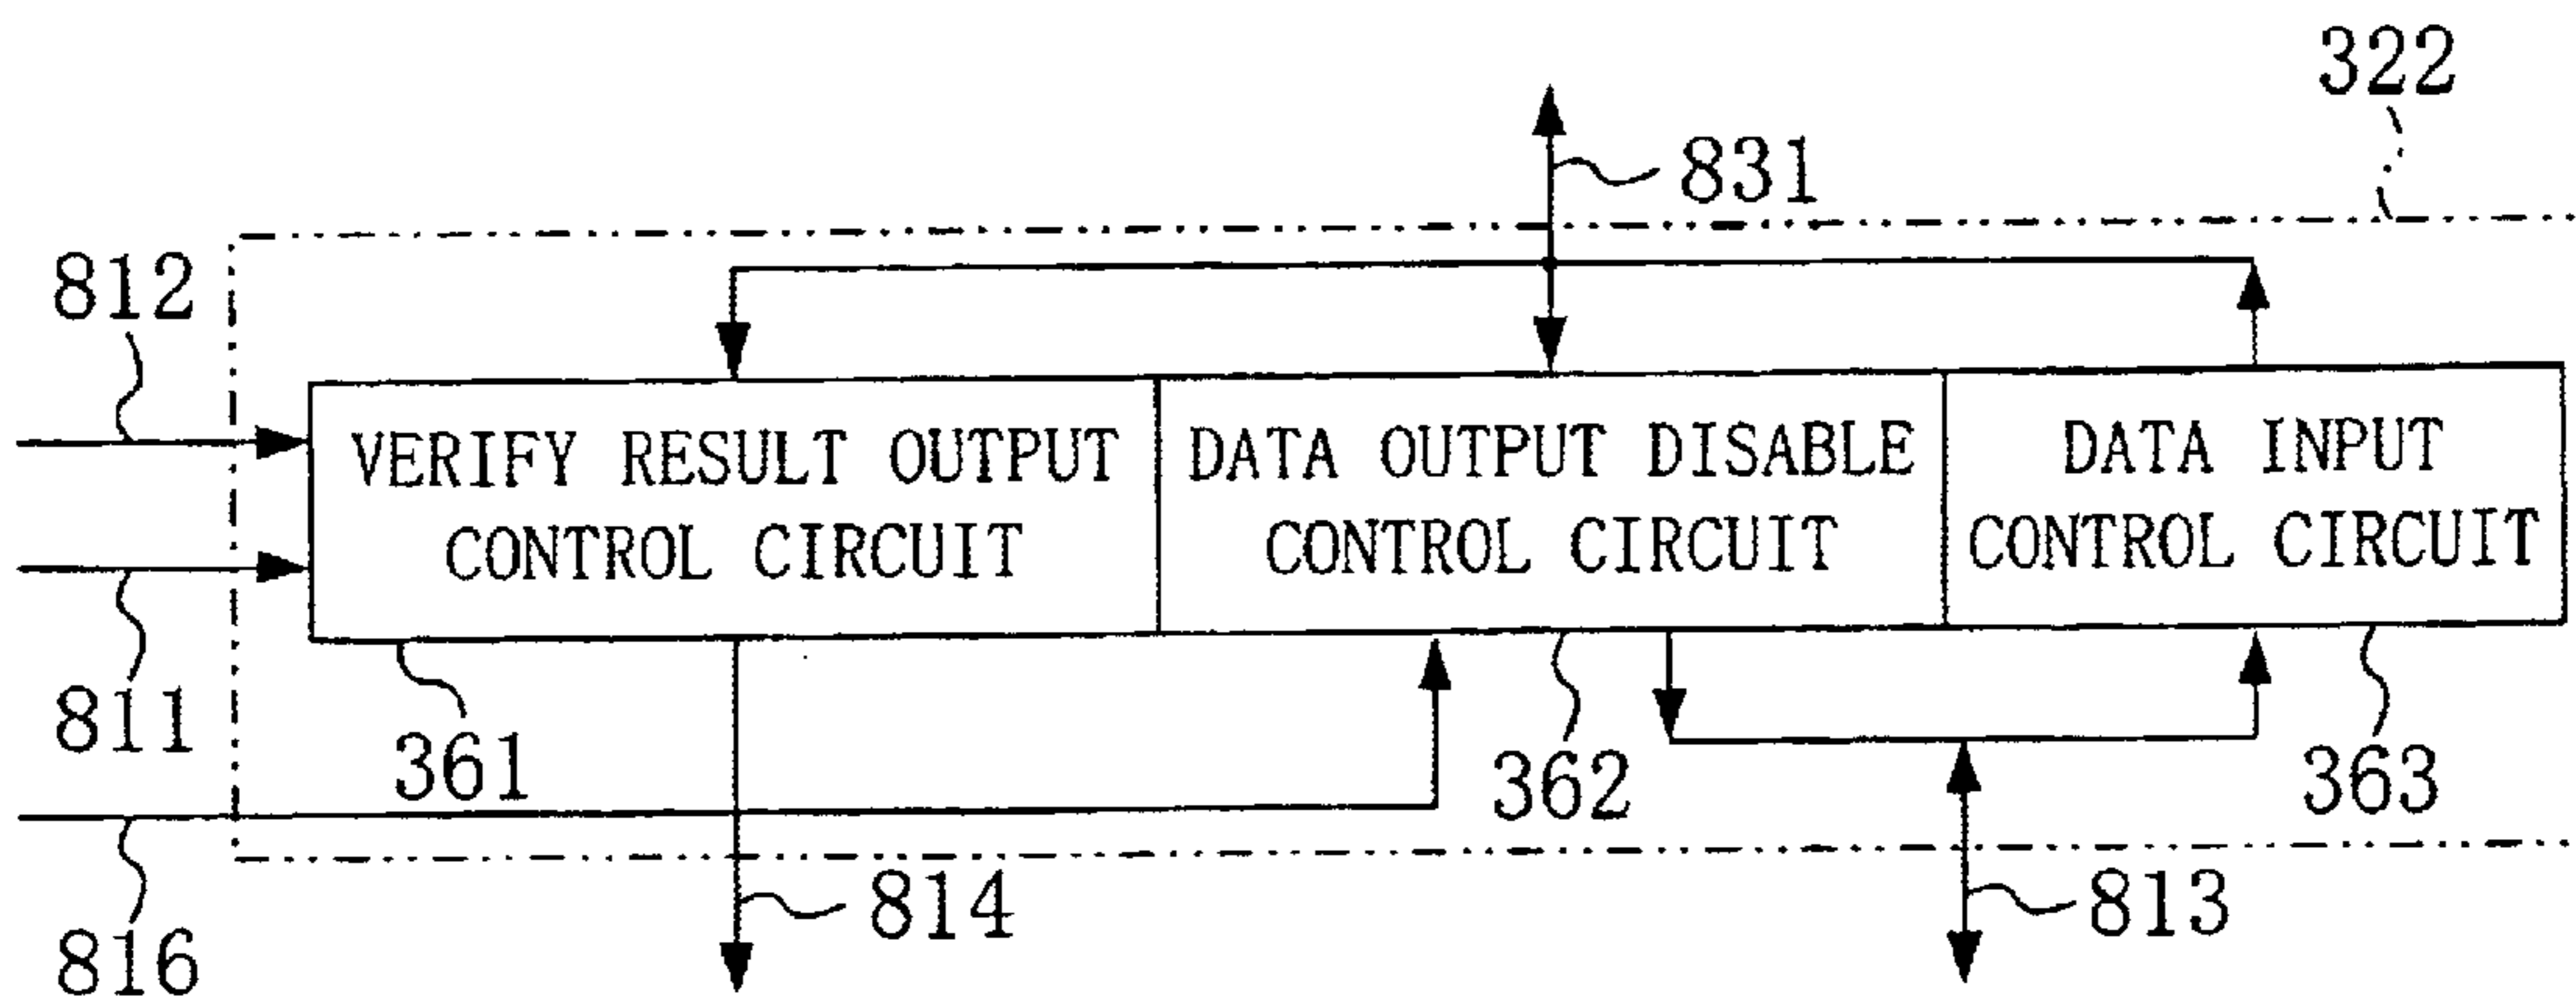 322
831
812
VERIFY RESULT OUTPUT
CONTROL CIRCUIT
DATA OUTPUT DISABLE
CONTROL CIRCUIT
DATA INPUT
CONTROL CIRCUIT
811
361
362
363
816
814
813